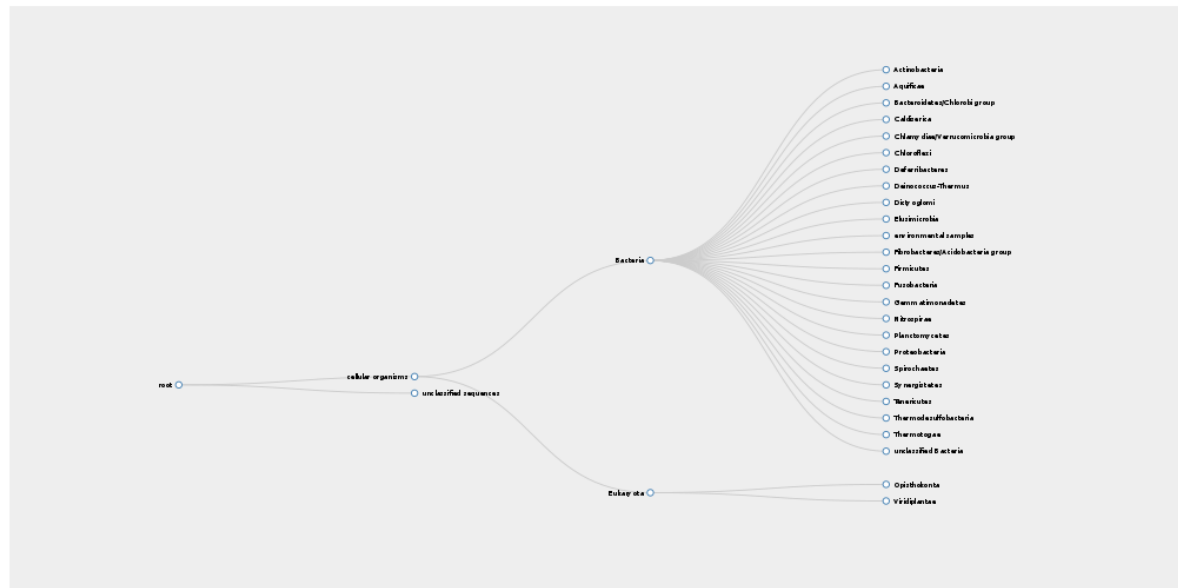 Actinobacteria
Aquificae
Bacteroidetes/Chlorobi group
Caldiserica
Chlamydiae/Verrucomicrobia group
Chloroflexi
Deferribacteres
Deinococcus-Thermus
Dictyoglomi
Elusimicrobia
environmental samples
Fibrobacteres/Acidobacteria group
Bacteria
Firmicutes
Fusobacteria
Gemmatimonadetes
Nitrospirae
Planctomycetes
Proteobacteria
Spirochaetes
cellular organisms
root
Synergistetes
unclassified sequences
Tenericutes
Thermodesulfobacteria
Thermotogae
unclassified Bacteria
Opisthokonta
Eukaryota
Viridiplantae